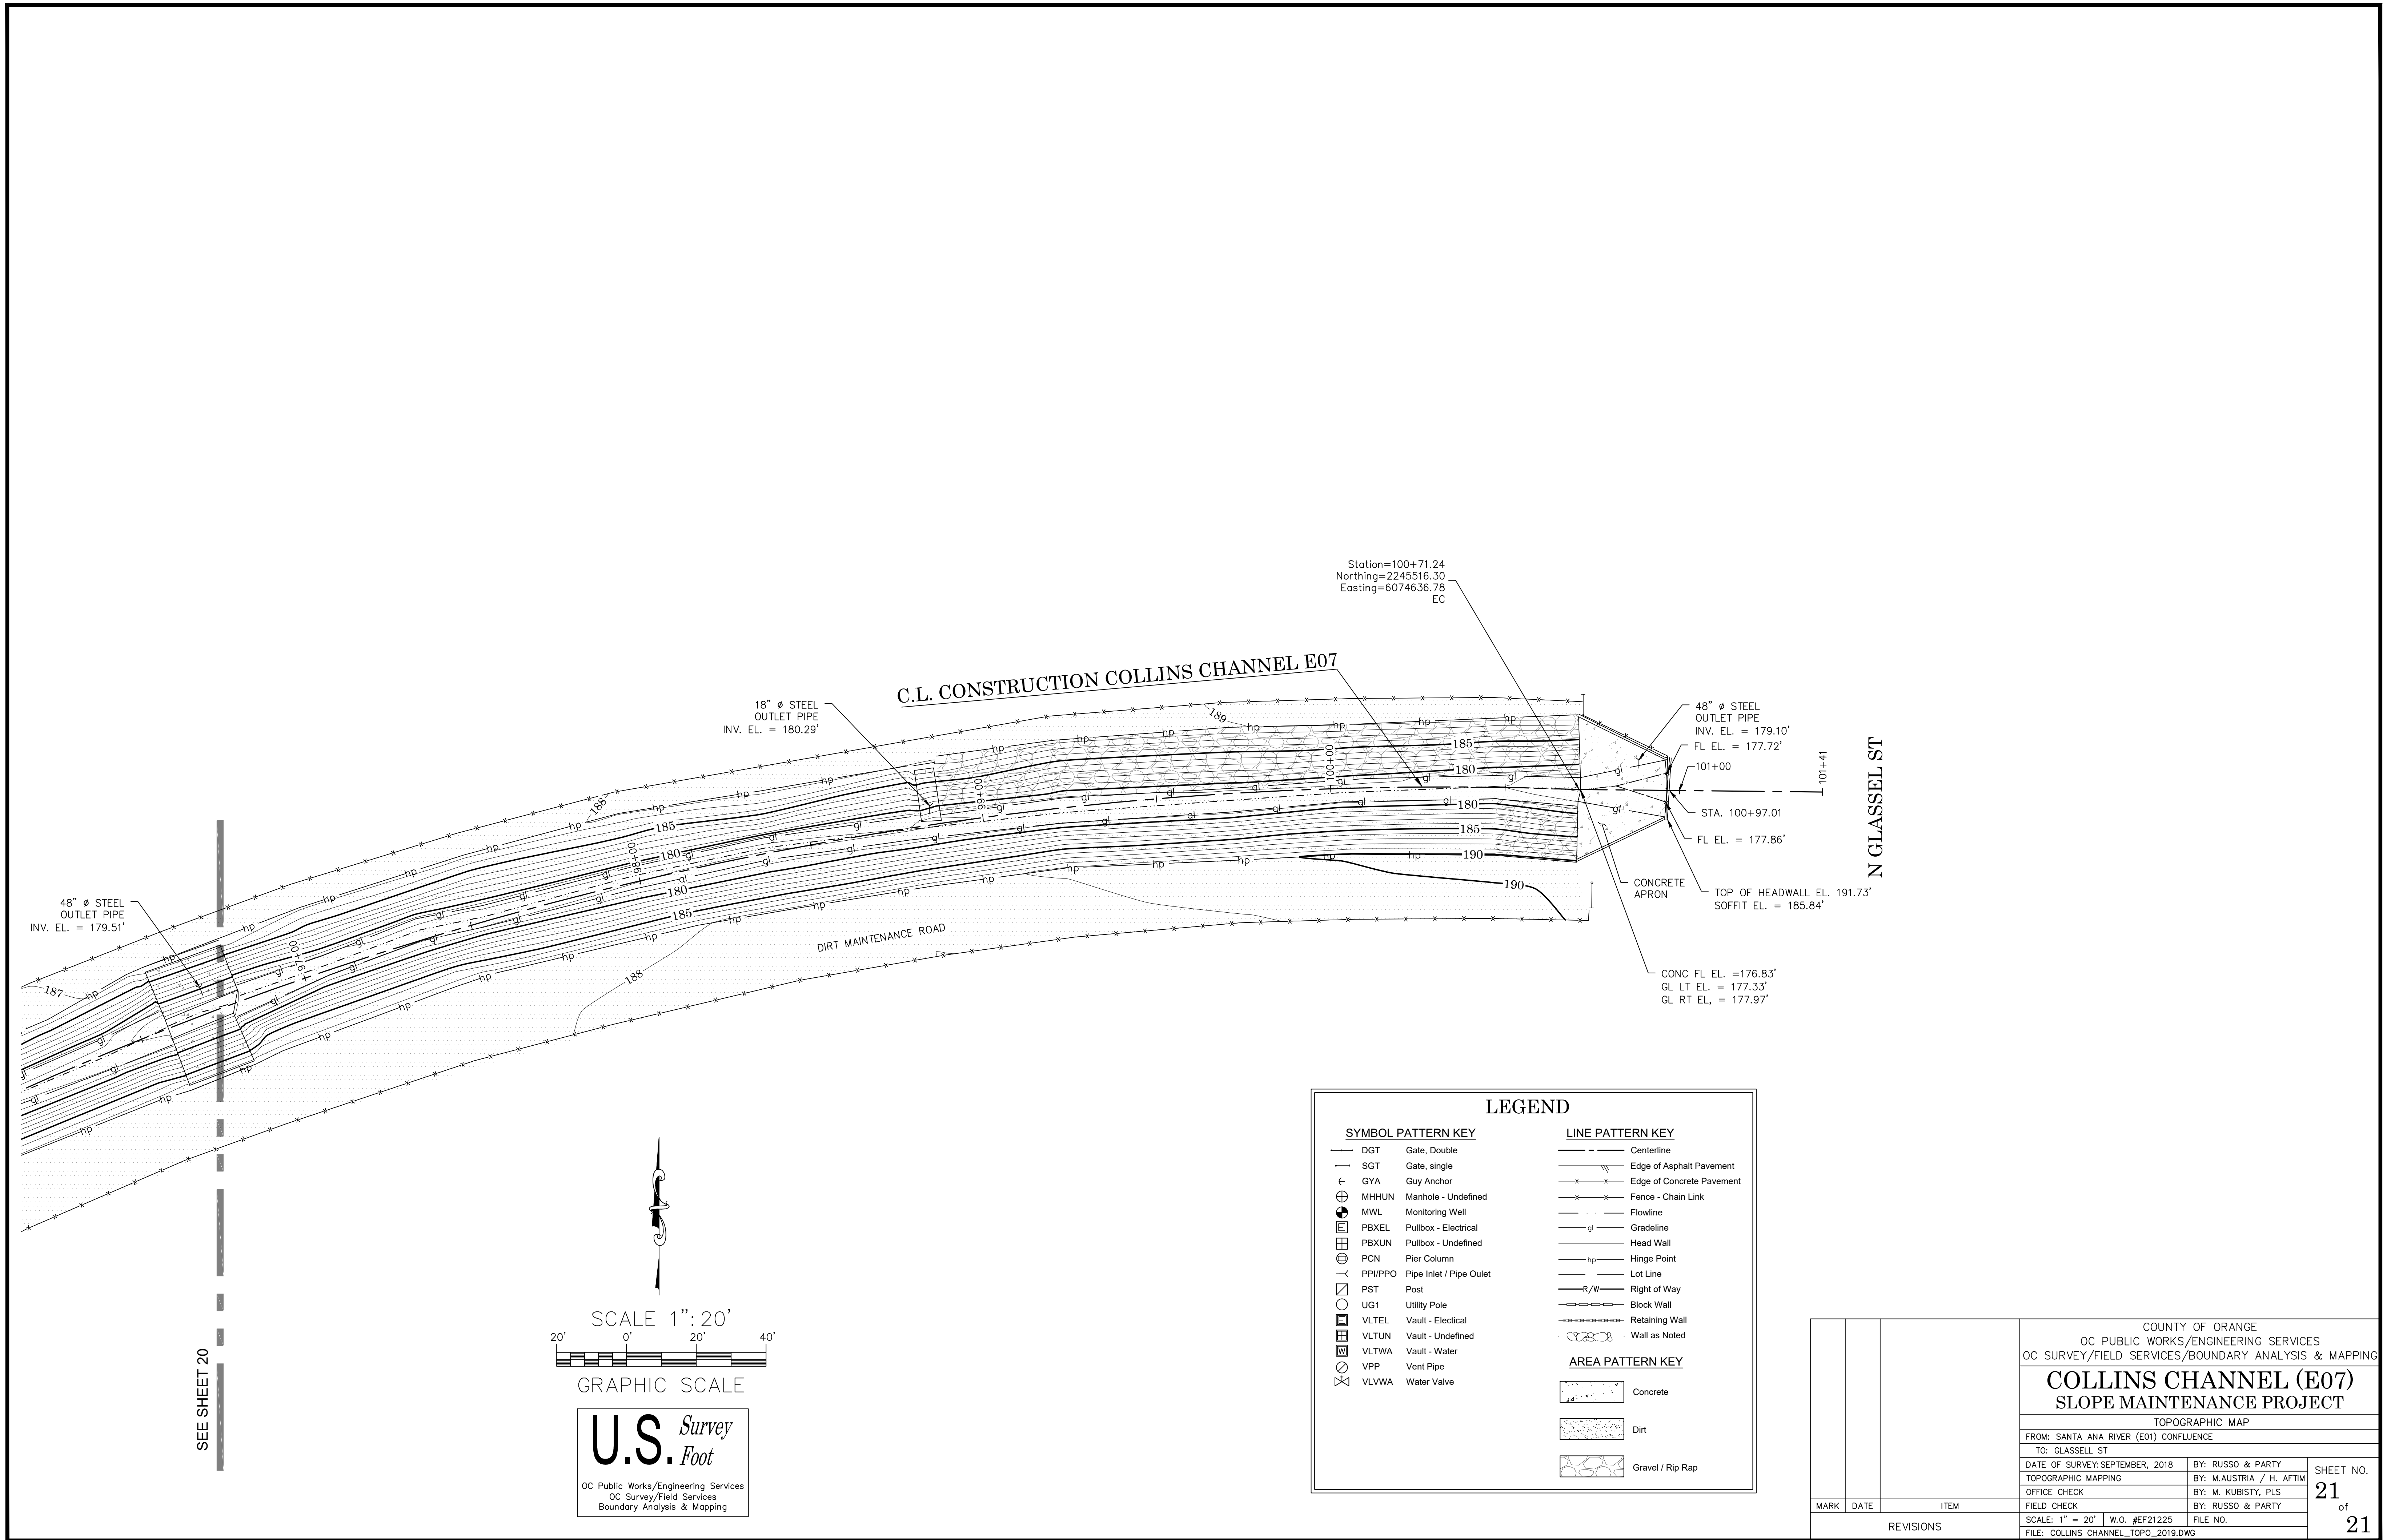 Station=100+71.24
Northing=2245516.30
Easting=6074636.78
EC
C.L. CONSTRUCTION COLLINS CHANNEL E07
18" ø STEEL
OUTLET PIPE
INV. EL. = 180.29'
48" ø STEEL
OUTLET PIPE
INV. EL. = 179.10'
FL EL. = 177.72'
101+00
101+41
N GLASSEL ST
STA. 100+97.01
FL EL. = 177.86'
TOP OF HEADWALL EL. 191.73'
SOFFIT EL. = 185.84'
CONCRETE
APRON
CONC FL EL. =176.83'
GL LT EL. = 177.33'
GL RT EL, = 177.97'
48" ø STEEL
OUTLET PIPE
INV. EL. = 179.51'
187
188
189
185
180
180
185
185
180
180
185
190
190
188
97+00
98+00
99+00
100+00
hp
gl
DIRT MAINTENANCE ROAD
SEE SHEET 20
SCALE 1":20'
20' 0' 20' 40'
GRAPHIC SCALE
U.S. Survey
Foot
OC Public Works/Engineering Services
OC Survey/Field Services
Boundary Analysis & Mapping
LEGEND
SYMBOL PATTERN KEY
DGT Gate, Double
SGT Gate, single
GYA Guy Anchor
MHHUN Manhole - Undefined
MWL Monitoring Well
E PBXEL Pullbox - Electrical
PBXUN Pullbox - Undefined
PCN Pier Column
PPI/PPO Pipe Inlet / Pipe Oulet
PST Post
UG1 Utility Pole
E VLTEL Vault - Electical
VLTUN Vault - Undefined
W VLTWA Vault - Water
VPP Vent Pipe
VLVWA Water Valve
LINE PATTERN KEY
Centerline
Edge of Asphalt Pavement
Edge of Concrete Pavement
Fence - Chain Link
Flowline
gl Gradeline
Head Wall
hp Hinge Point
Lot Line
R/W Right of Way
Block Wall
Retaining Wall
Wall as Noted
AREA PATTERN KEY
Concrete
Dirt
Gravel / Rip Rap
MARK DATE ITEM
REVISIONS
COUNTY OF ORANGE
OC PUBLIC WORKS/ENGINEERING SERVICES
OC SURVEY/FIELD SERVICES/BOUNDARY ANALYSIS & MAPPING
COLLINS CHANNEL (E07)
SLOPE MAINTENANCE PROJECT
TOPOGRAPHIC MAP
FROM: SANTA ANA RIVER (E01) CONFLUENCE
TO: GLASSELL ST
DATE OF SURVEY: SEPTEMBER, 2018 BY: RUSSO & PARTY
TOPOGRAPHIC MAPPING BY: M.AUSTRIA / H. AFTIM
OFFICE CHECK BY: M. KUBISTY, PLS
FIELD CHECK BY: RUSSO & PARTY
SCALE: 1" = 20' W.O. #EF21225 FILE NO.
FILE: COLLINS CHANNEL_TOPO_2019.DWG
SHEET NO.
21
of
21